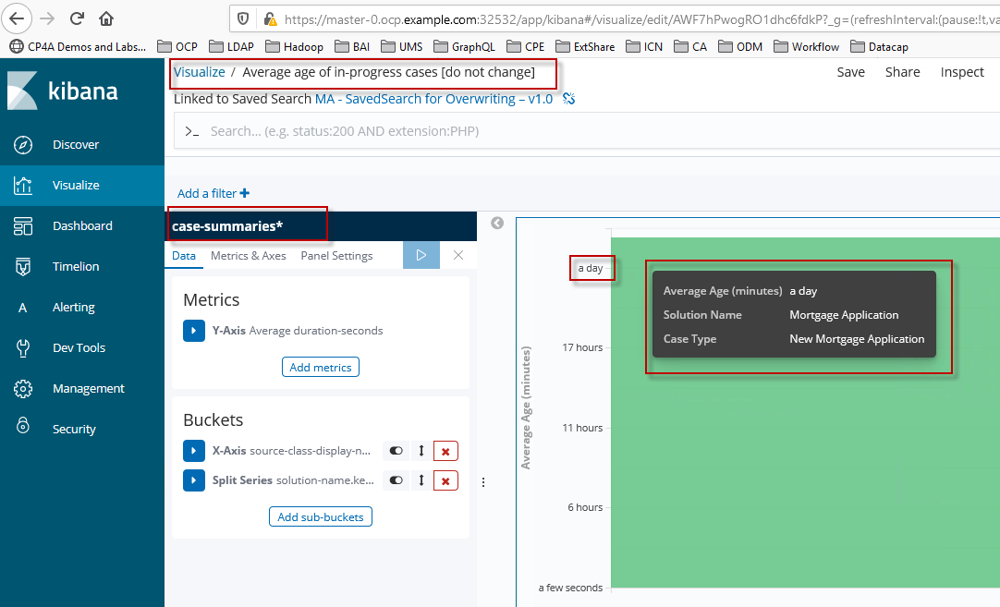 https://master-0.ocp.example.com:32532/app/kibana#/visualize/edit/AWF7hPwogRO1dhc6fdkP?_g=(refreshInterval:(pause:!t,va
CP4A Demos and Labs... OCP LDAP Hadoop BAI UMS GraphQL CPE ExtShare ICN CA ODM Workflow Datacap
kibana
Discover
Visualize
Dashboard
Timelion
A Alerting
Dev Tools
Management
Security
Visualize / Average age of in-progress cases [do not change]
Save Share Inspect
Linked to Saved Search MA - SavedSearch for Overwriting – v1.0
>_ Search... (e.g. status:200 AND extension:PHP)
Add a filter +
case-summaries*
Data Metrics & Axes Panel Settings
Metrics
Y-Axis Average duration-seconds
Add metrics
Buckets
X-Axis source-class-display-n...
Split Series solution-name.ke...
Add sub-buckets
Average Age (minutes)
a day
17 hours
11 hours
6 hours
a few seconds
Average Age (minutes) a day
Solution Name Mortgage Application
Case Type New Mortgage Application